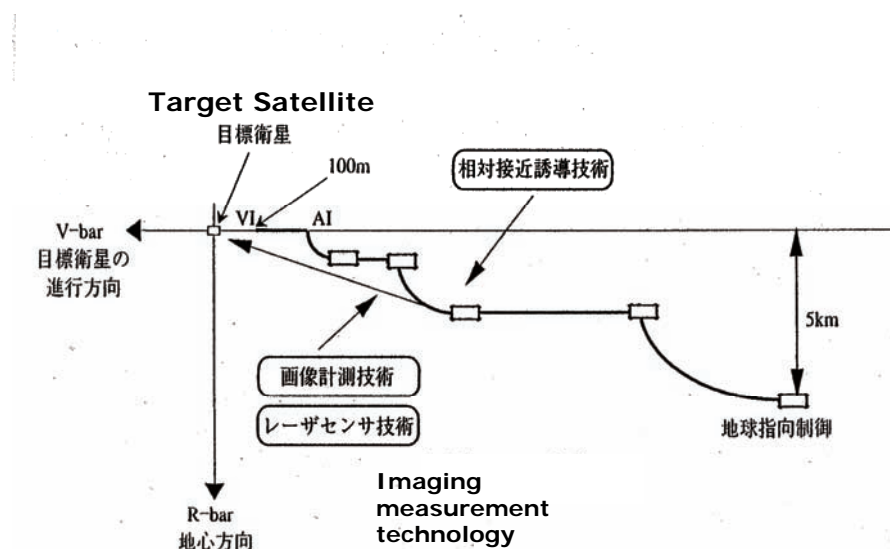 Target Satellite
目標衛星
100m
相対接近誘導技術
VI
AI
V-bar
目標衛星の
進行方向
5km
画像計測技術
レーザセンサ技術
地球指向制御
Imaging
measurement
technology
R-bar
地心方向